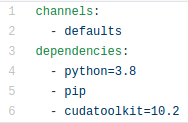 1 channels:
2   - defaults
3 dependencies:
4   - python=3.8
5   - pip
6   - cudatoolkit=10.2